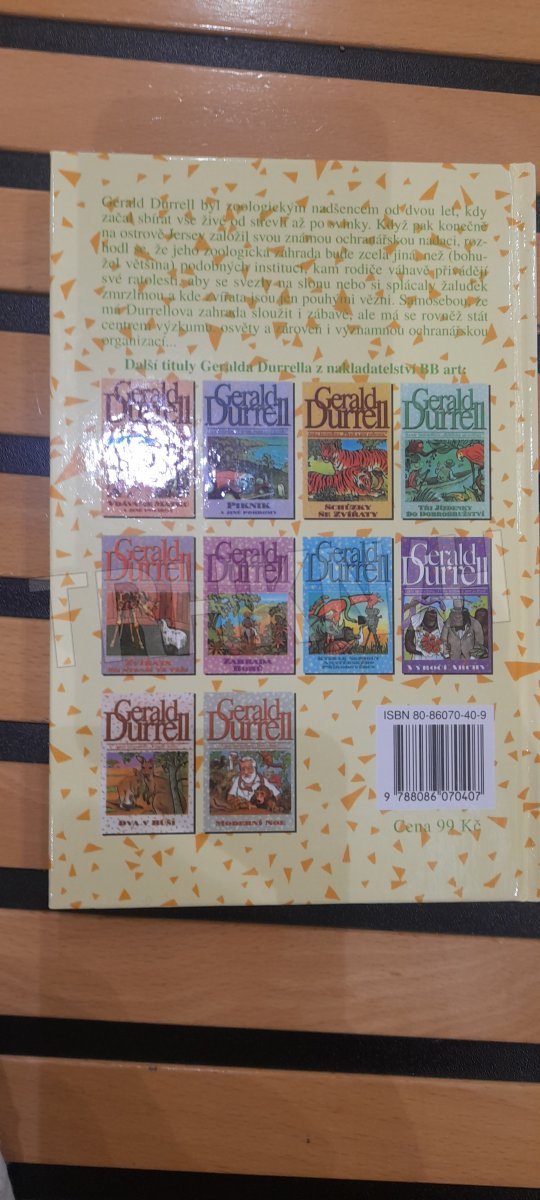 Gerald Durrell byl zoologickým nadšencem od dvou let, kdy
začal sbírat vše živé od střevlí až po svinky. Když pak konečně
na ostrově Jersey založil svou známou ochranářskou nadaci, roz-
hodl se, že jeho zoologická zahrada bude zcela jiná, než (bohu-
žel většina) podobných institucí, kam rodiče váhavě přivádějí
své ratolesti, aby se svezly na slonu nebo si splácaly žaludek
zmrzlinou a kde zvířata jsou jen pouhými vězni. Samosebou, že
má Durrellova zahrada sloužit i zábavě, ale má se rovněž stát
centrem výzkumu, osvěty a zároveň i významnou ochranářskou
organizací...
Další tituly Geralda Durrella z nakladatelství BB art:
Gerald Durrell
Gerald Durrell
PIKNIK
A JINÉ POHROMY
Gerald Durrell
SCHŮZKY
SE ZVÍŘATY
Gerald Durrell
TŘI JÍZDENKY
DO DOBRODRUŽSTVÍ
Gerald Durrell
Gerald Durrell
ZAHRADA
BOHŮ
Gerald Durrell
Gerald Durrell
VÝROČÍ ARCHY
Gerald Durrell
DVA V BUŠI
Gerald Durrell
MODERNÍ NOE
ISBN 80-86070-40-9
9 788086 070407
Cena 99 Kč